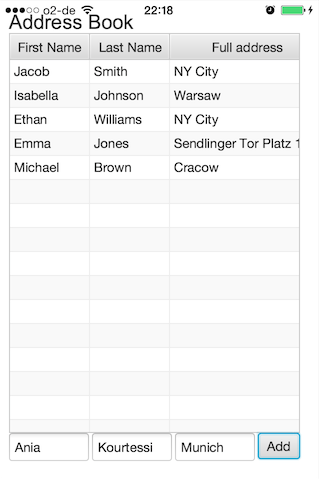 o2-de 22:18
Address Book
First Name Last Name Full address
Jacob Smith NY City
Isabella Johnson Warsaw
Ethan Williams NY City
Emma Jones Sendlinger Tor Platz 1
Michael Brown Cracow
Ania Kourtessi Munich Add